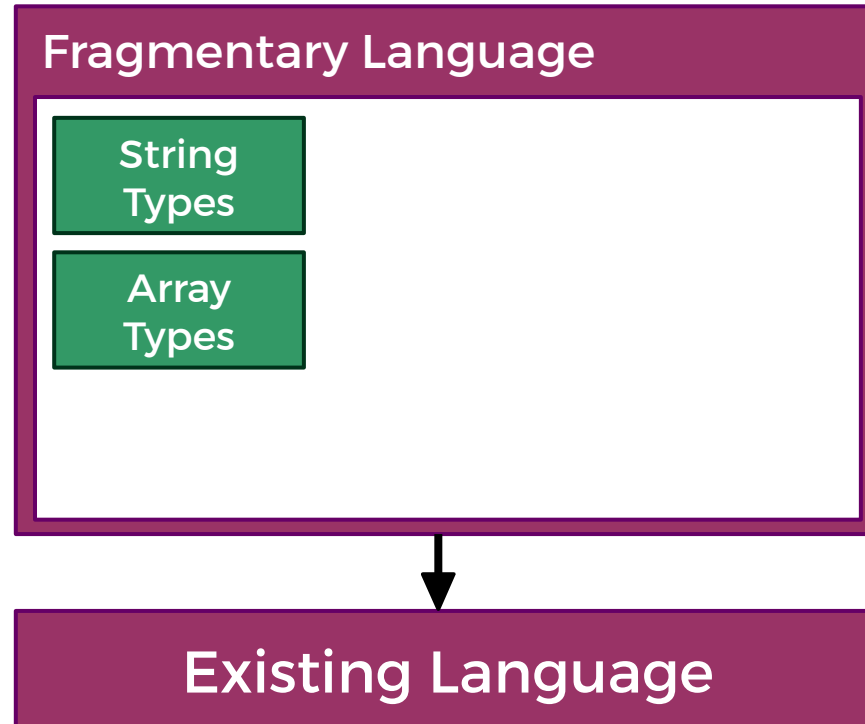 Fragmentary Language
String
Types
Array
Types
Existing Language